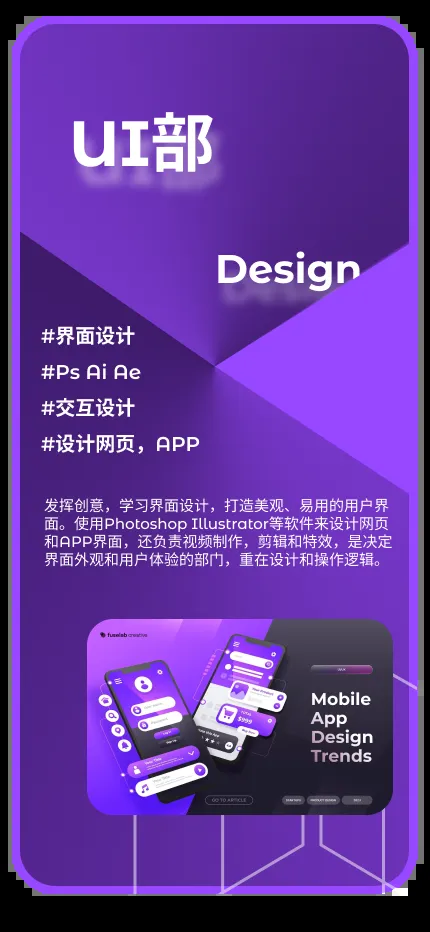 UI部
Design
#界面设计
#Ps Ai Ae
#交互设计
#设计网页，APP
发挥创意，学习界面设计，打造美观、易用的用户界
面。使用Photoshop Illustrator等软件来设计网页
和APP界面，还负责视频制作，剪辑和特效，是决定
界面外观和用户体验的部门，重在设计和操作逻辑。
fuselab creative
Mobile
App
Design
Trends
$999
GO TO ARTICLE